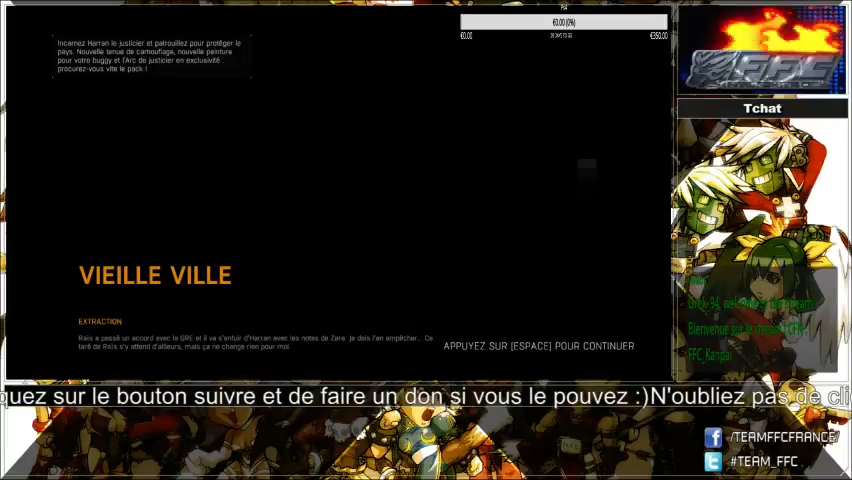 Incarnez Harran le justicier et patrouillez pour protéger le
pays. Nouvelle tenue de camouflage, nouvelle peinture
pour votre buggy et l'Arc de justicier en exclusivité .
procurez-vous vite le pack !
Ps4
€0.00 (0%)
€0.00
€350.00
FFC
Tchat
VIEILLE VILLE
EXTRACTION
Rais a passé un accord avec le GRE et il va s'enfuir d'Harran avec les notes de Zere. je dois l'en empêcher... Ce
taré de Rais s'y attend d'ailleurs, mais ça ne change rien pour moi.
APPUYEZ SUR [ESPACE] POUR CONTINUER
Bienvenue sur le stream
FFC_Kanpai
quez sur le bouton suivre et de faire un don si vous le pouvez :)N'oubliez pas de cli
/TEAMFFCFRANCE/
#TEAM_FFC